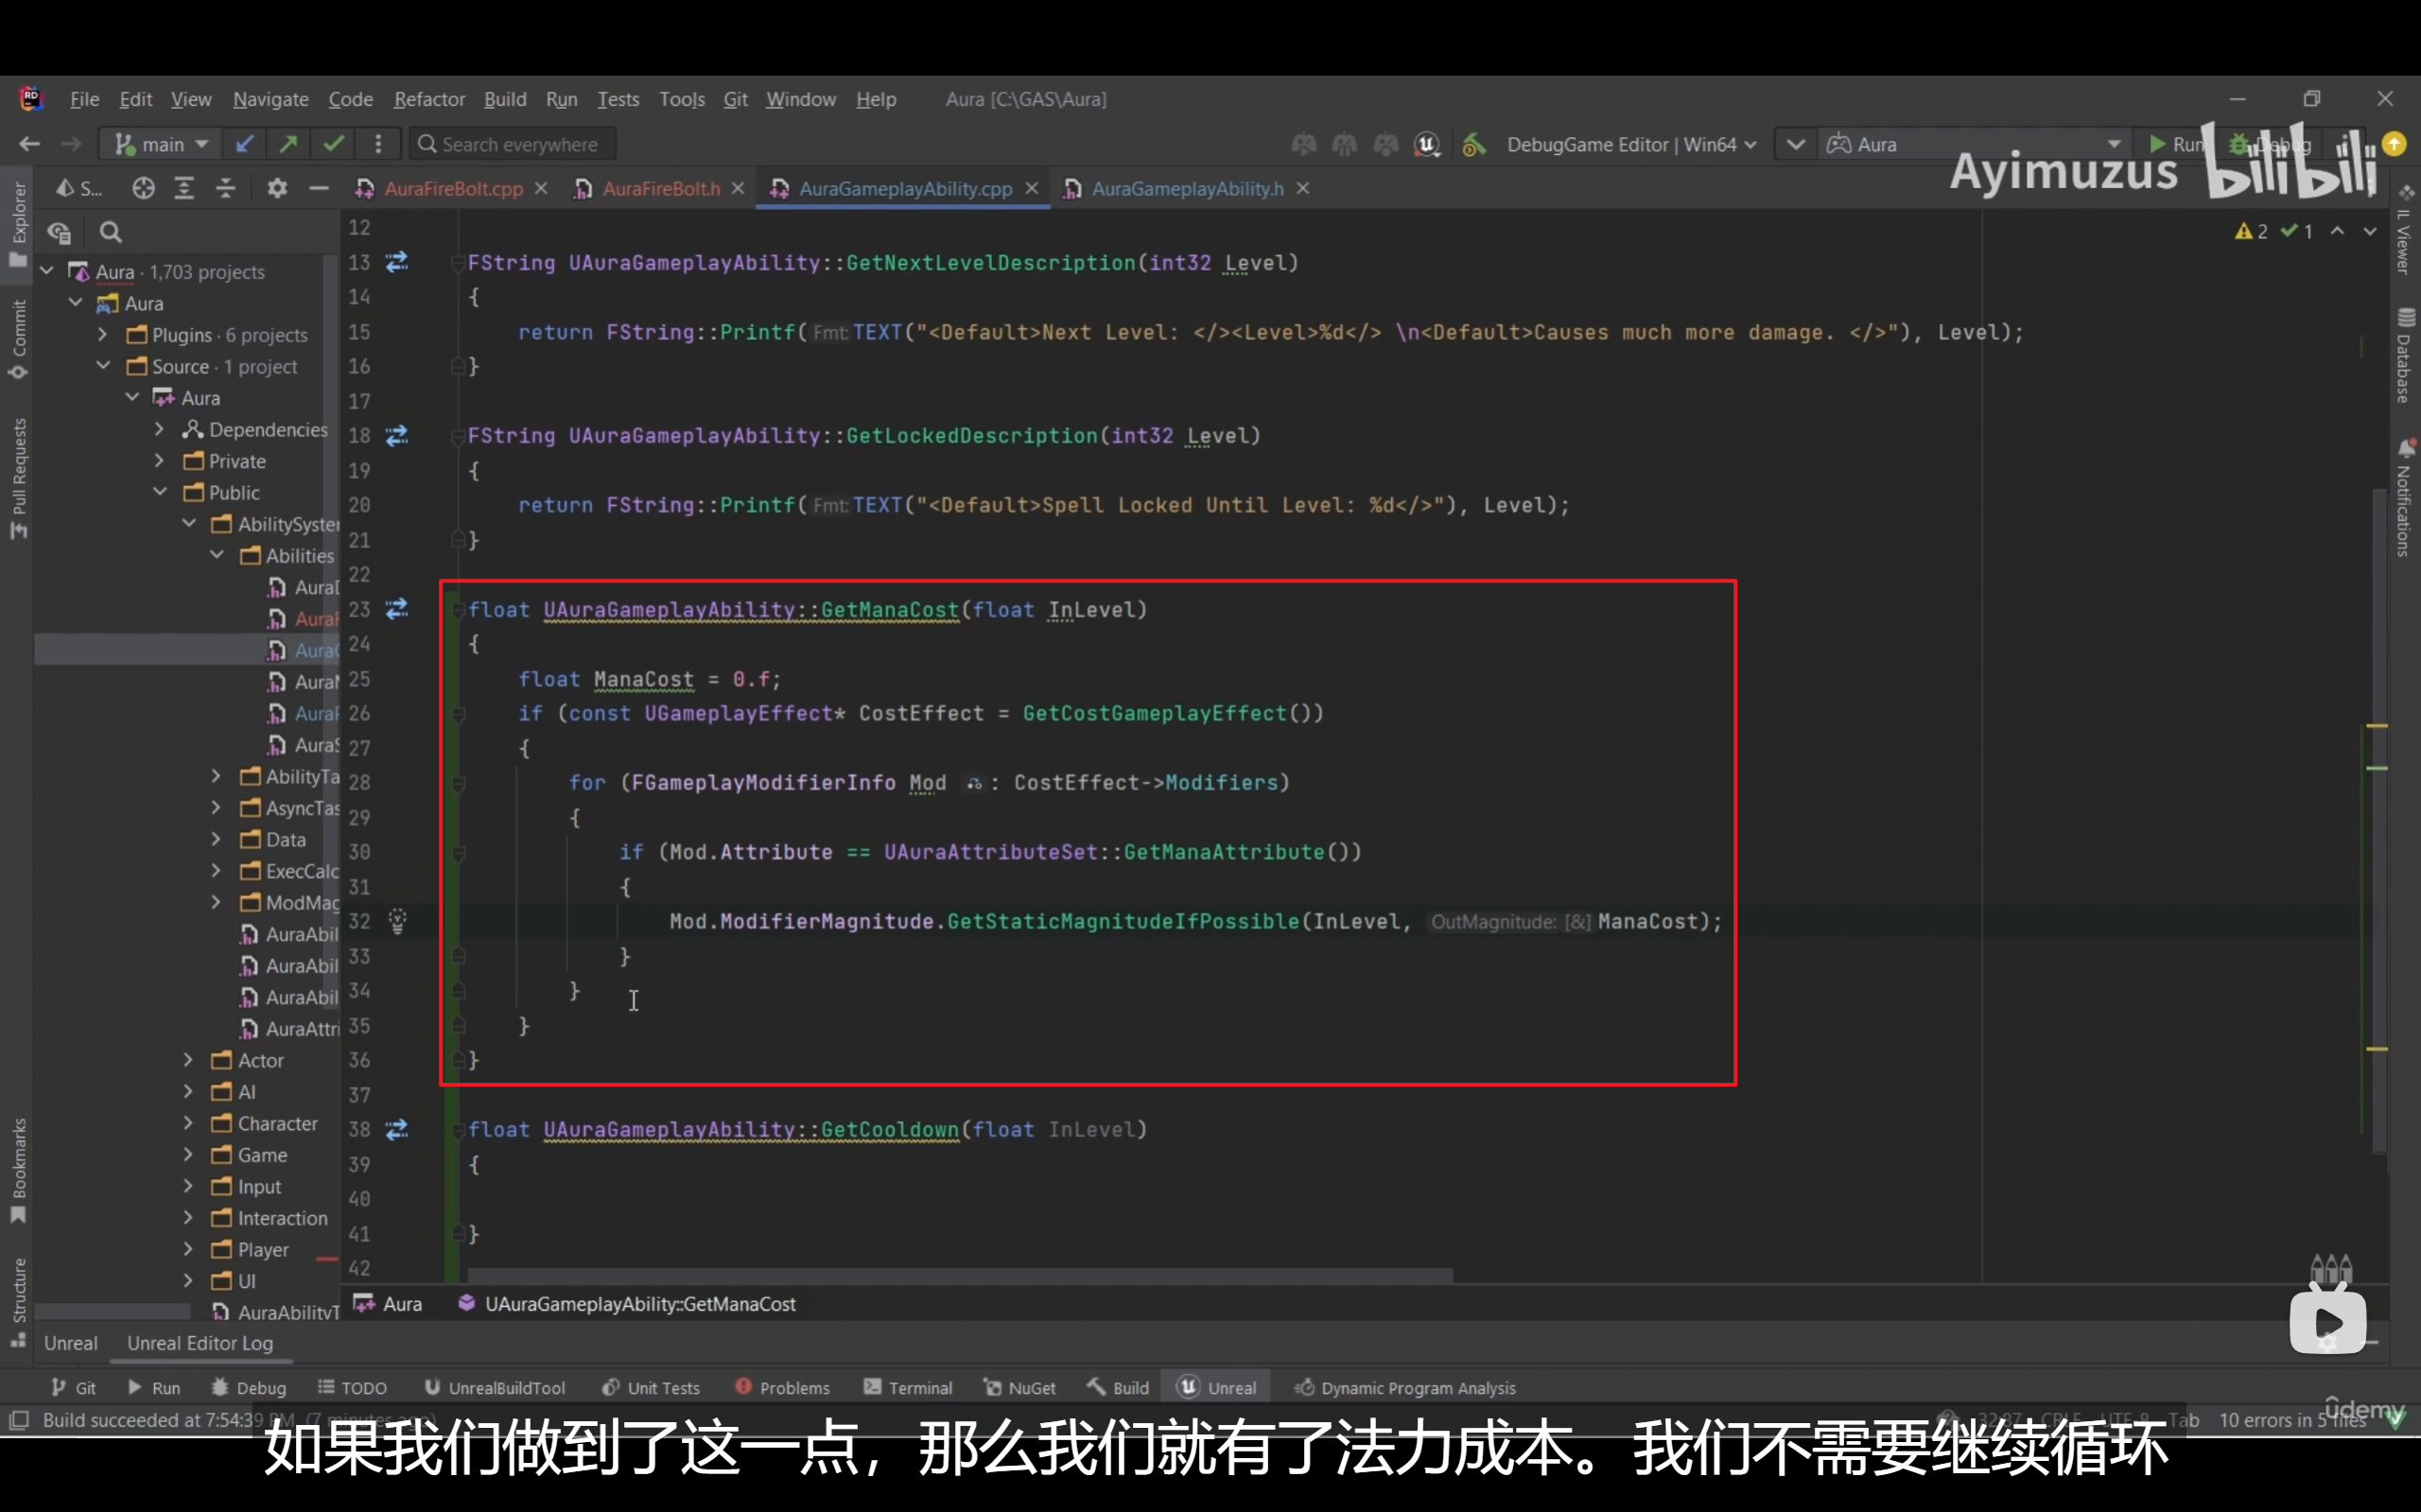 File Edit View Navigate Code Refactor Build Run Tests Tools Git Window Help Aura [C:\GAS\Aura]
main Search everywhere DebugGame Editor | Win64 Aura Run Debug
Ayimuzus bilibili
S... AuraFireBolt.cpp AuraFireBolt.h AuraGameplayAbility.cpp AuraGameplayAbility.h
2 1
Explorer
Commit
Pull Requests
Bookmarks
Structure
IL Viewer
Database
Notifications
Aura · 1,703 projects
Aura
Plugins · 6 projects
Source · 1 project
Aura
Dependencies
Private
Public
AbilitySyster
Abilities
Aura
Aura
Aura
Aura
Aura
AuraS
AbilityTa
AsyncTas
Data
ExecCalc
ModMag
AuraAbil
AuraAbil
AuraAbil
AuraAttri
Actor
AI
Character
Game
Input
Interaction
Player
UI
AuraAbilityT
12
13 FString UAuraGameplayAbility::GetNextLevelDescription(int32 Level)
14 {
15 return FString::Printf( Fmt: TEXT("<Default>Next Level: </><Level>%d</> \n<Default>Causes much more damage. </>"), Level);
16 }
17
18 FString UAuraGameplayAbility::GetLockedDescription(int32 Level)
19 {
20 return FString::Printf( Fmt: TEXT("<Default>Spell Locked Until Level: %d</>"), Level);
21 }
22
23 float UAuraGameplayAbility::GetManaCost(float InLevel)
24 {
25 float ManaCost = 0.f;
26 if (const UGameplayEffect* CostEffect = GetCostGameplayEffect())
27 {
28 for (FGameplayModifierInfo Mod : CostEffect->Modifiers)
29 {
30 if (Mod.Attribute == UAuraAttributeSet::GetManaAttribute())
31 {
32 Mod.ModifierMagnitude.GetStaticMagnitudeIfPossible(InLevel, OutMagnitude: [&] ManaCost);
33 }
34 }
35 }
36 }
37
38 float UAuraGameplayAbility::GetCooldown(float InLevel)
39 {
40
41 }
42
Aura UAuraGameplayAbility::GetManaCost
Unreal Unreal Editor Log
Git Run Debug TODO UnrealBuildTool Unit Tests Problems Terminal NuGet Build Unreal Dynamic Program Analysis
Build succeeded at 7:54:39 PM (7 minutes ago) 32:87 CRLF UTF-8 Tab 10 errors in 5 files
udemy
如果我们做到了这一点，那么我们就有了法力成本。我们不需要继续循环